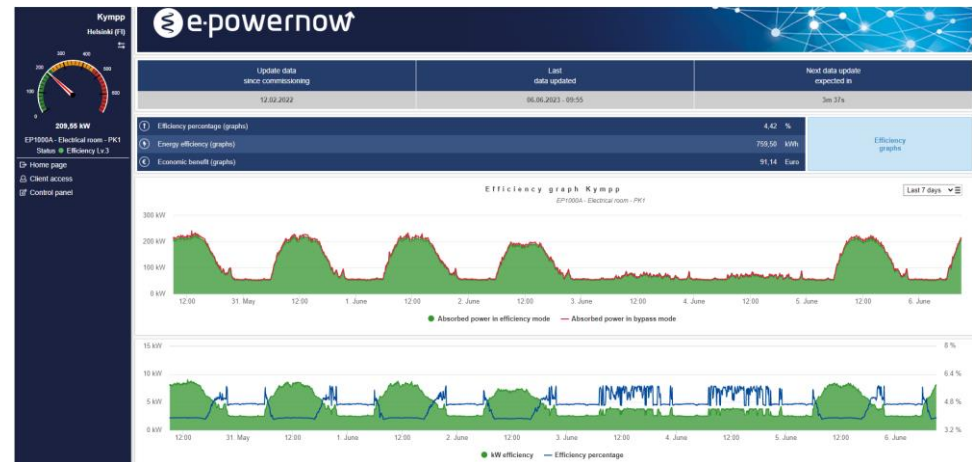 Kympp
Helsinki (FI)
100
200
300
400
500
600
0
209,55 kW
EP1000A - Electrical room - PK1
Status Efficiency Lv.3
Home page
Client access
Control panel
e-powernow
Update data since commissioning
Last data updated
Next data update expected in
12.02.2022
06.06.2023 - 09:55
3m 37s
Efficiency percentage (graphs) 4,42 %
Energy efficiency (graphs) 759,50 kWh
Economic benefit (graphs) 91,14 Euro
Efficiency graphs
Efficiency graph Kympp
EP1000A - Electrical room - PK1
Last 7 days
300 kW
200 kW
100 kW
0 kW
12:00 31. May 12:00 1. June 12:00 2. June 12:00 3. June 12:00 4. June 12:00 5. June 12:00 6. June
Absorbed power in efficiency mode Absorbed power in bypass mode
15 kW 8 %
10 kW 6.4 %
5 kW 4.8 %
0 kW 3.2 %
12:00 31. May 12:00 1. June 12:00 2. June 12:00 3. June 12:00 4. June 12:00 5. June 12:00 6. June
kW efficiency Efficiency percentage